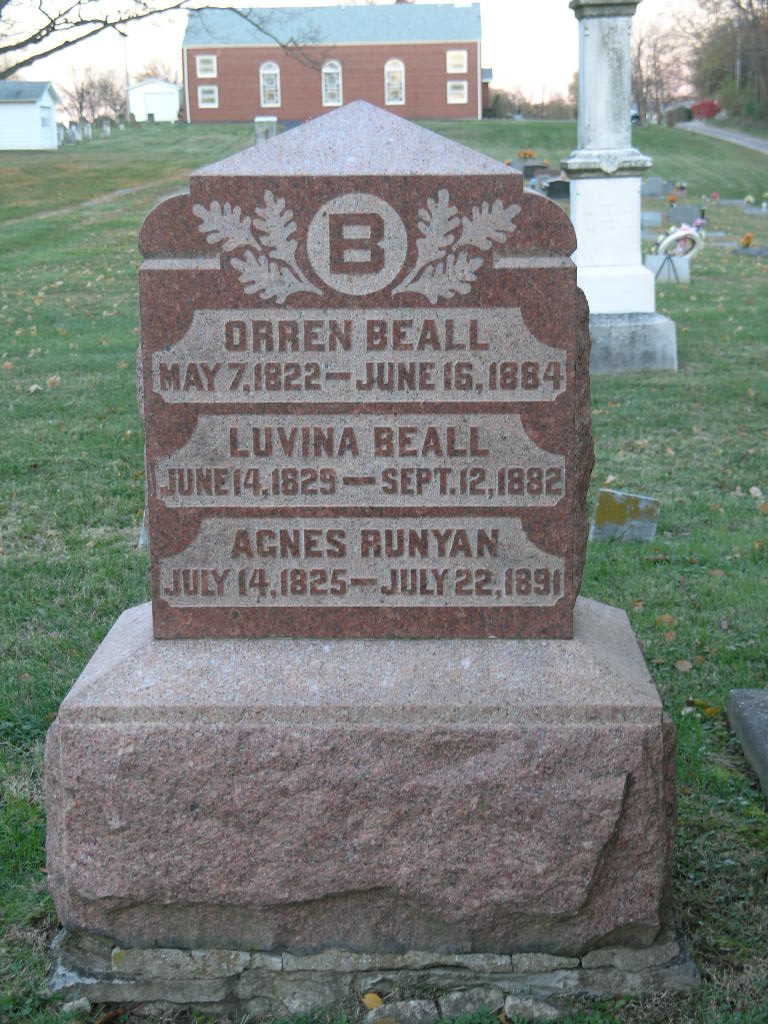 B
ORREN BEALL
MAY 7, 1822 — JUNE 16, 1884
LUVINA BEALL
JUNE 14, 1829 — SEPT. 12, 1882
AGNES RUNYAN
JULY 14, 1825 — JULY 22, 1891